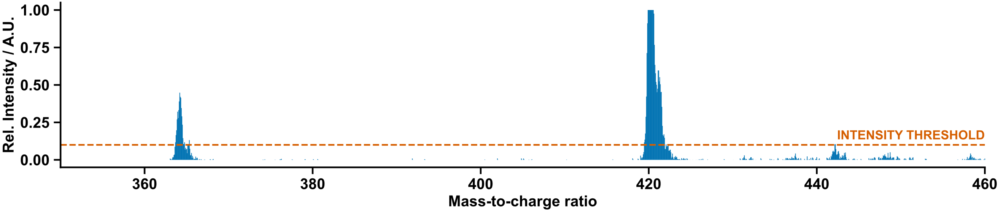 Rel. Intensity / A.U.
1.00
0.75
0.50
0.25
0.00
INTENSITY THRESHOLD
360 380 400 420 440 460
Mass-to-charge ratio